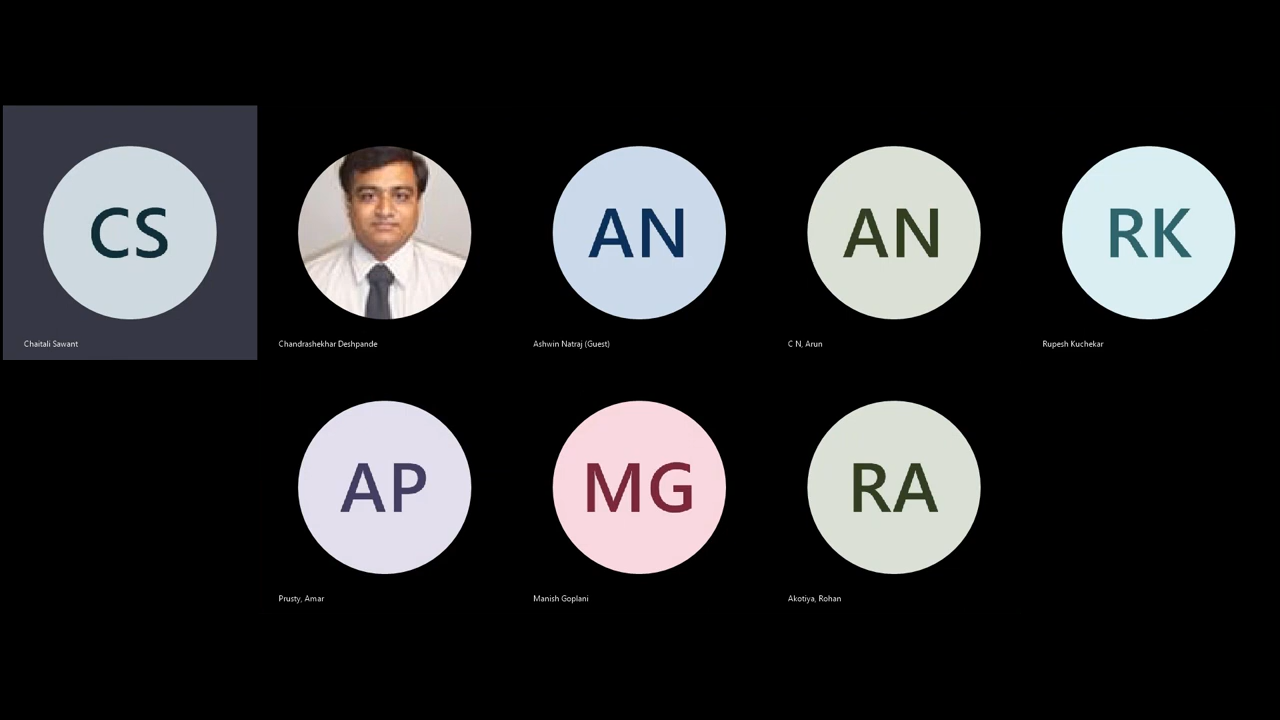 CS
AN
AN
RK
Chaitali Sawant
Chandrashekhar Deshpande
Ashwin Natraj (Guest)
C N, Arun
Rupesh Kuchekar
AP
MG
RA
Prusty, Amar
Manish Goplani
Akotiya, Rohan